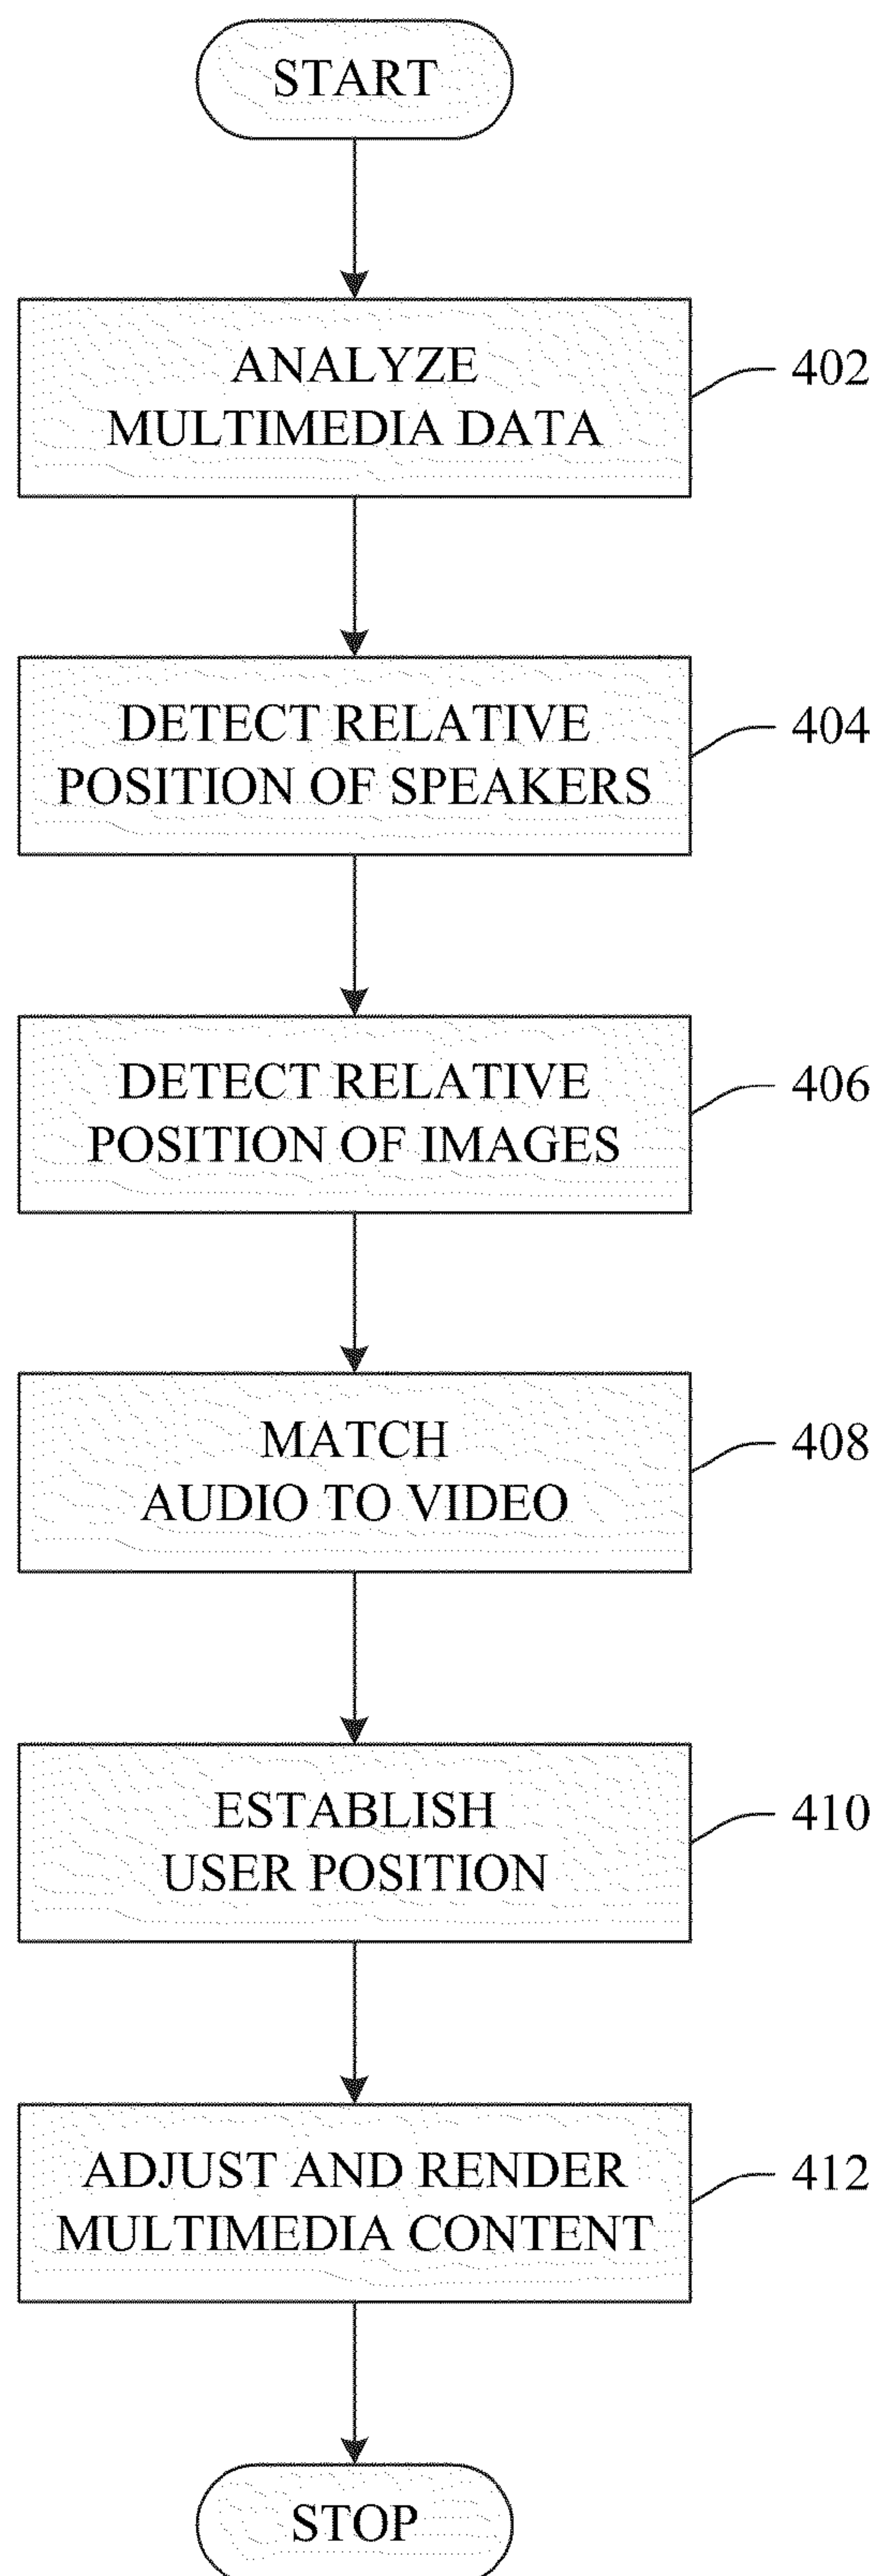 START
ANALYZE
MULTIMEDIA DATA
402
DETECT RELATIVE
POSITION OF SPEAKERS
404
DETECT RELATIVE
POSITION OF IMAGES
406
MATCH
AUDIO TO VIDEO
408
ESTABLISH
USER POSITION
410
ADJUST AND RENDER
MULTIMEDIA CONTENT
412
STOP